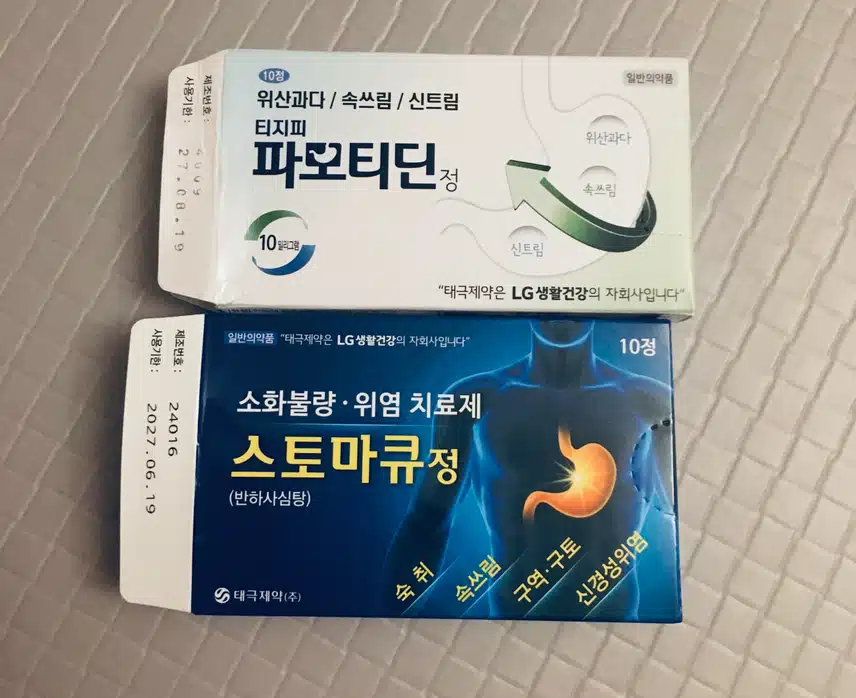 10정
일반의약품
위산과다 / 속쓰림 / 신트림
티지피
파모티딘정
10밀리그램
위산과다
속쓰림
신트림
"태극제약은 LG생활건강의 자회사입니다"
제조번호 :
사용기한 : 27.08.19
일반의약품 "태극제약은 LG생활건강의 자회사입니다"
10정
소화불량 · 위염 치료제
스토마큐정
(반하사심탕)
숙취
속쓰림
구역·구토
신경성위염
태극제약(주)
제조번호 : 24016
사용기한 : 2027.06.19